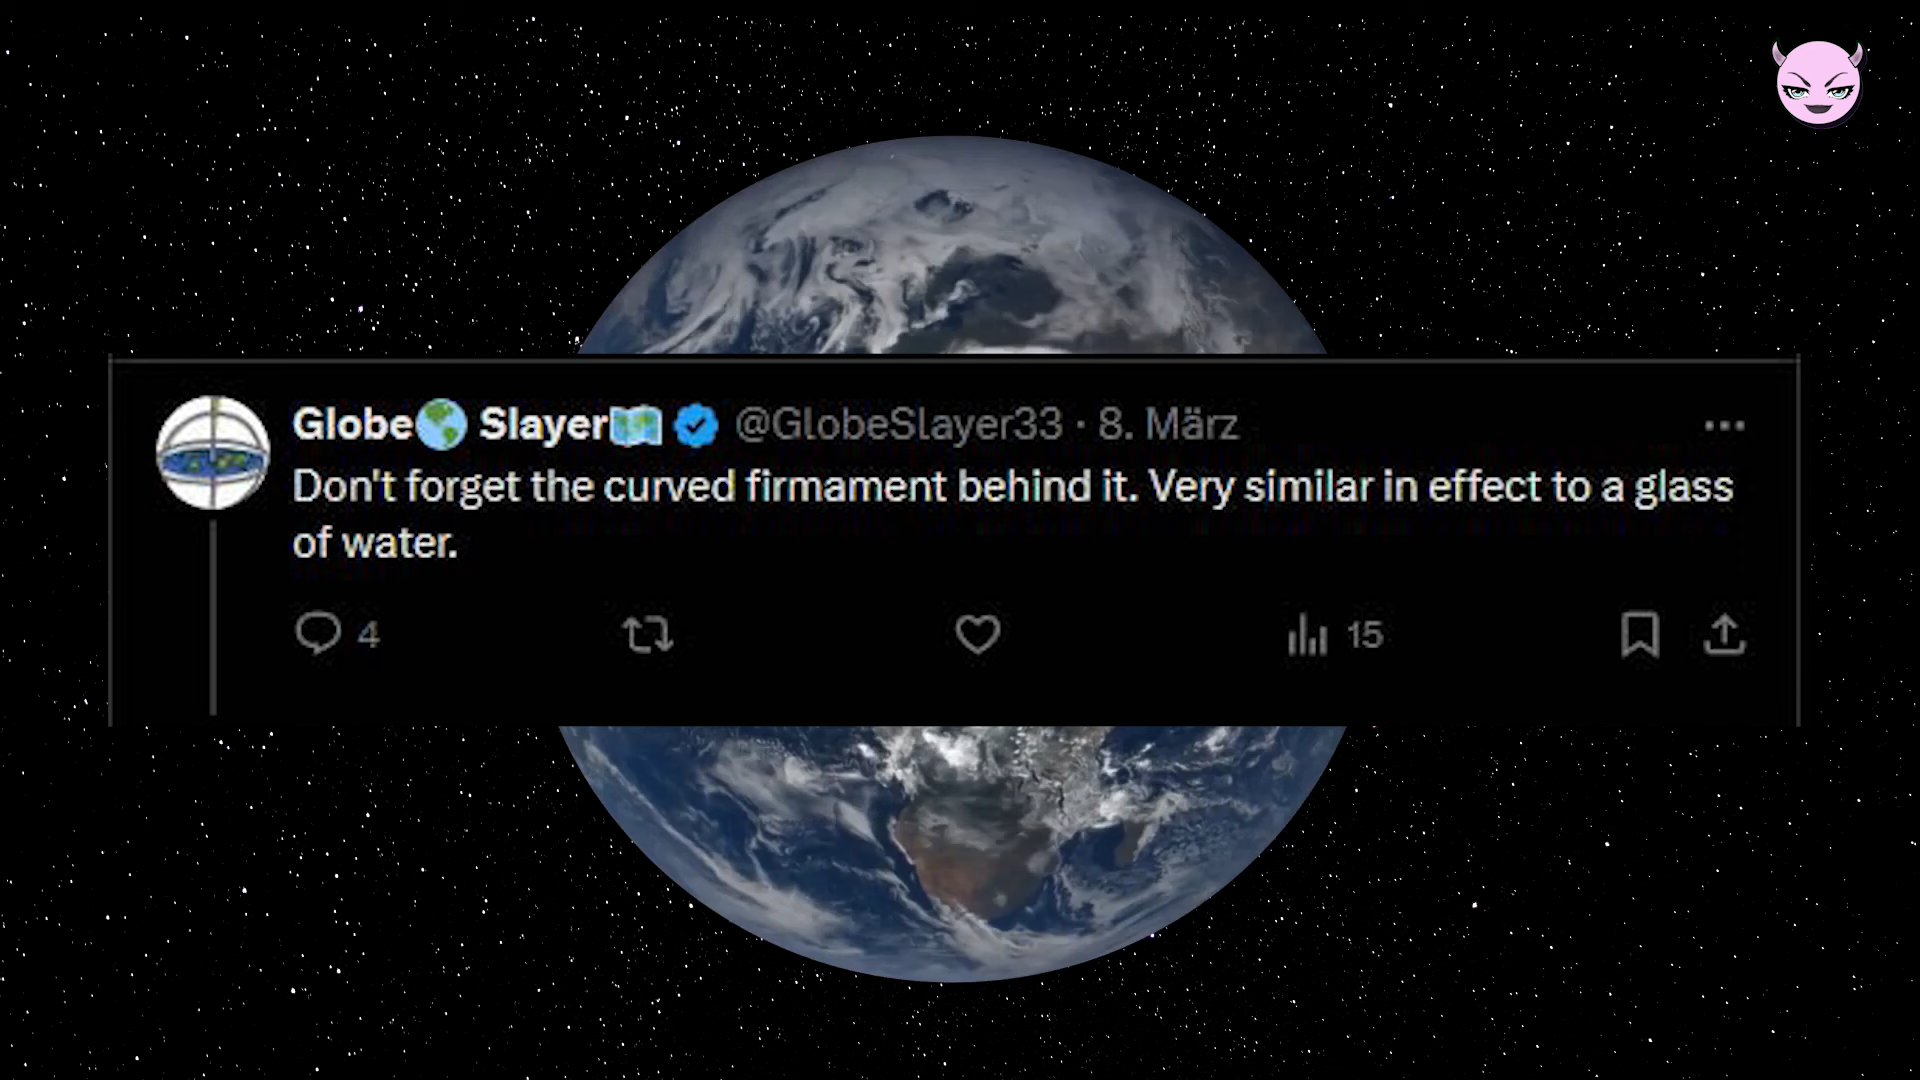 Globe🌎 Slayer🗺️ @GlobeSlayer33 · 8. März
Don't forget the curved firmament behind it. Very similar in effect to a glass
of water.
4 15